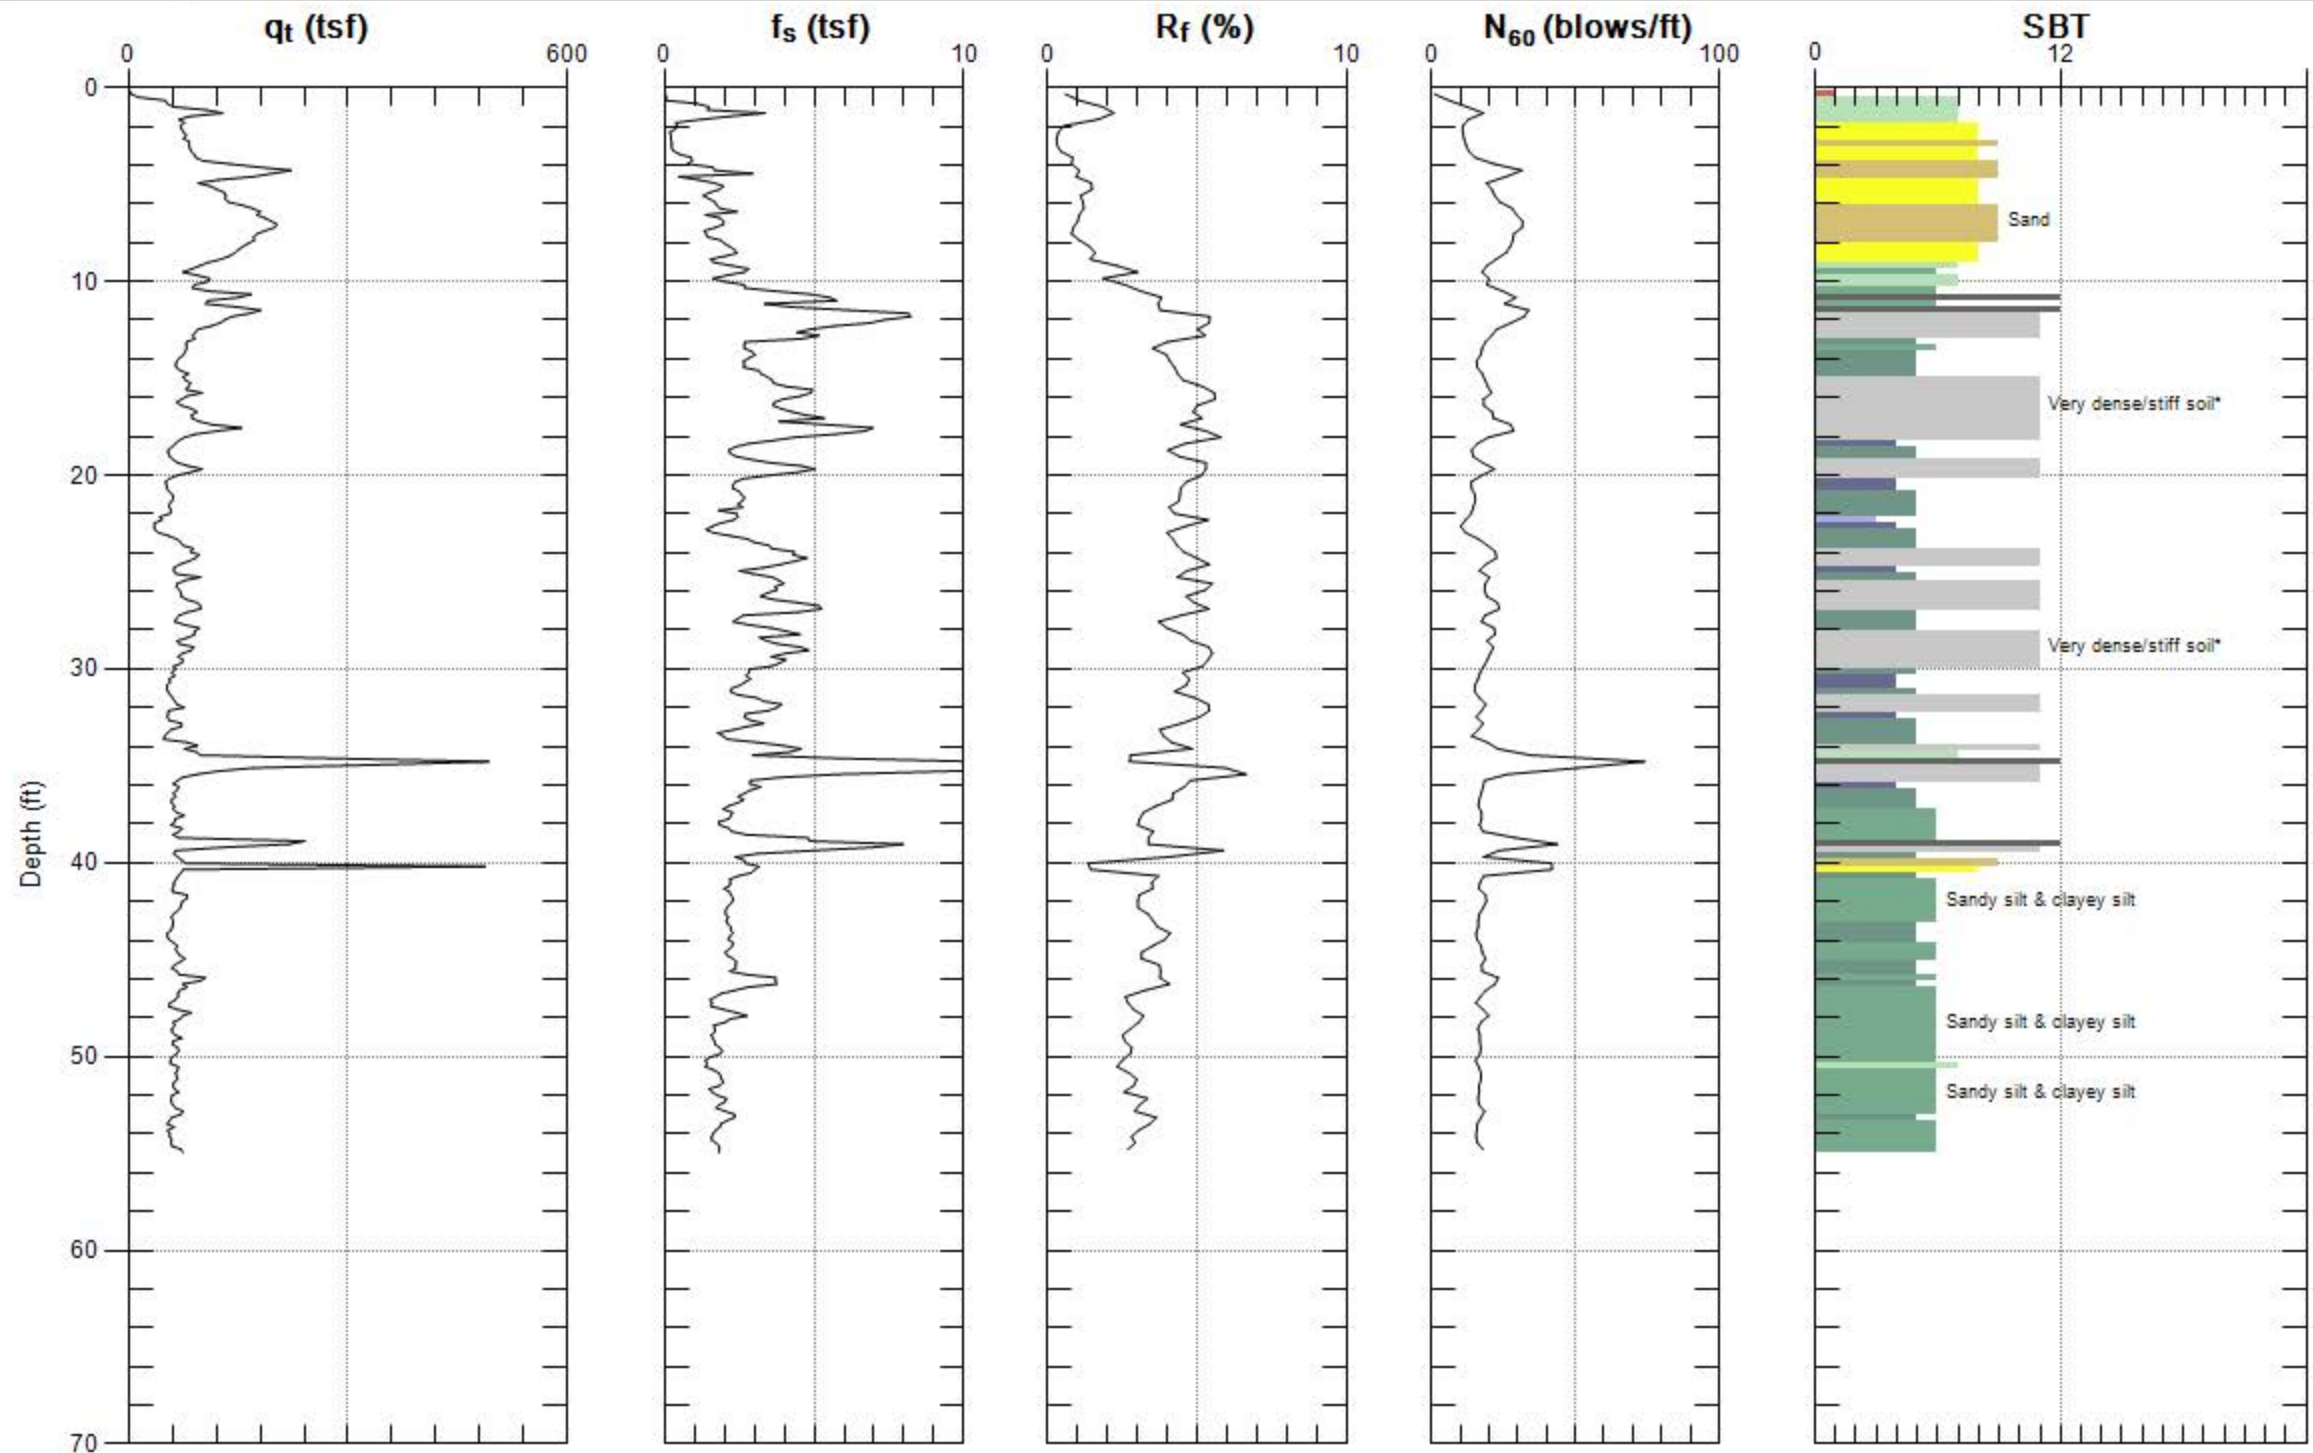 qt (tsf)
fs (tsf)
Rf (%)
N60 (blows/ft)
SBT
0 600
0 10
0 10
0 100
0 12
0
10
20
30
40
50
60
70
Depth (ft)
Sand
Very dense/stiff soil*
Very dense/stiff soil*
Sandy silt & clayey silt
Sandy silt & clayey silt
Sandy silt & clayey silt